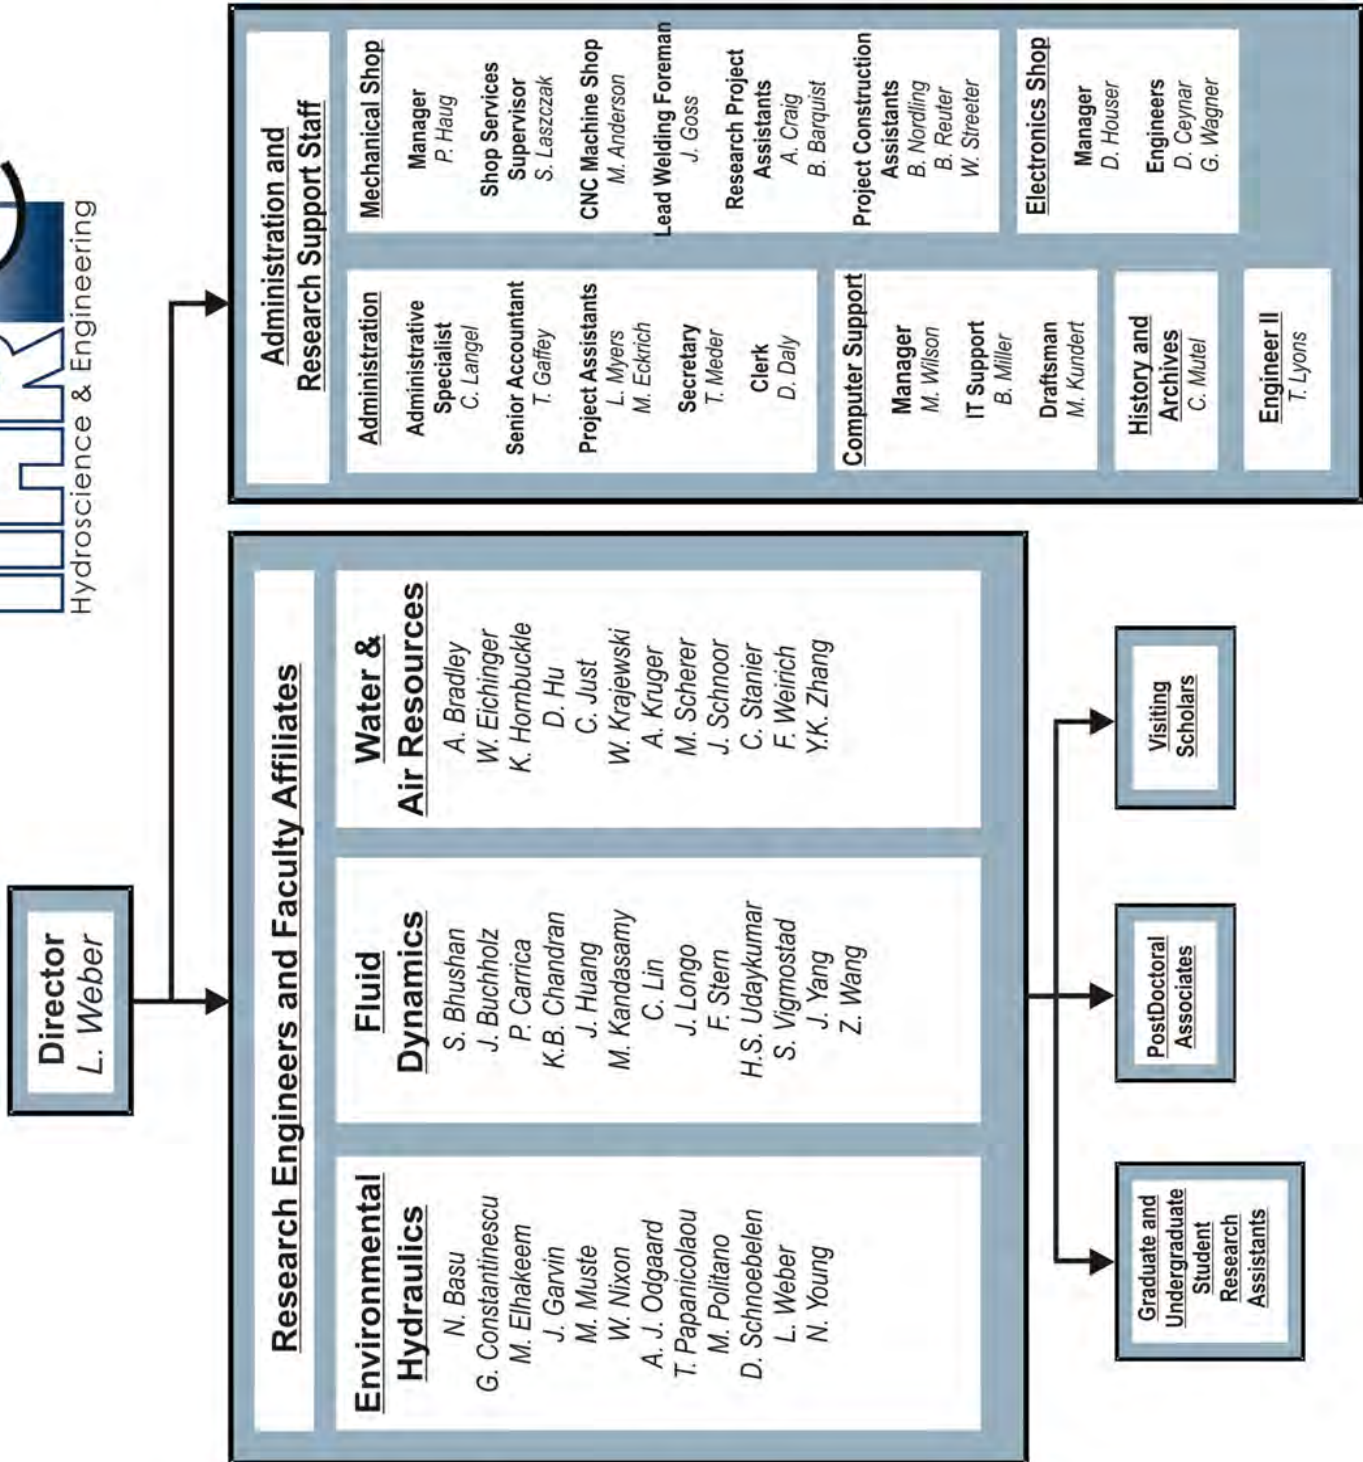 IIHR
Hydroscience & Engineering
Director
L. Weber
Research Engineers and Faculty Affiliates
Environmental
Hydraulics
N. Basu
G. Constantinescu
M. Elhakeem
J. Garvin
M. Muste
W. Nixon
A. J. Odgaard
T. Papanicolaou
M. Politano
D. Schnoebelen
L. Weber
N. Young
Fluid
Dynamics
S. Bhushan
J. Buchholz
P. Carrica
K.B. Chandran
J. Huang
M. Kandasamy
C. Lin
J. Longo
F. Stern
H.S. Udaykumar
S. Vigmostad
J. Yang
Z. Wang
Water &
Air Resources
A. Bradley
W. Eichinger
K. Hornbuckle
D. Hu
C. Just
W. Krajewski
A. Kruger
M. Scherer
J. Schnoor
C. Stanier
F. Weirich
Y.K. Zhang
Graduate and
Undergraduate
Student
Research
Assistants
PostDoctoral
Associates
Visiting
Scholars
Administration and
Research Support Staff
Administration
Administrative
Specialist
C. Langel
Senior Accountant
T. Gaffey
Project Assistants
L. Myers
M. Eckrich
Secretary
T. Meder
Clerk
D. Daly
Computer Support
Manager
M. Wilson
IT Support
B. Miller
Draftsman
M. Kundert
History and
Archives
C. Mutel
Engineer II
T. Lyons
Mechanical Shop
Manager
P. Haug
Shop Services
Supervisor
S. Laszczak
CNC Machine Shop
M. Anderson
Lead Welding Foreman
J. Goss
Research Project
Assistants
A. Craig
B. Barquist
Project Construction
Assistants
B. Nordling
B. Reuter
W. Streeter
Electronics Shop
Manager
D. Houser
Engineers
D. Ceynar
G. Wagner